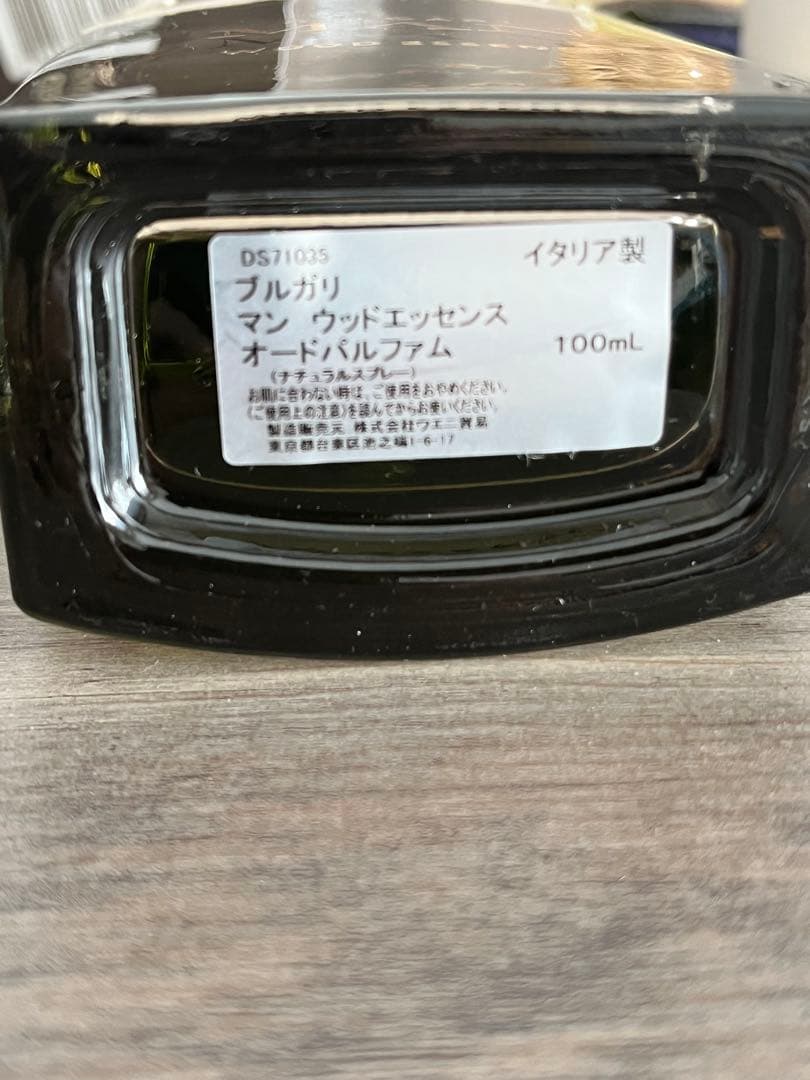 DS71035 イタリア製
ブルガリ
マン ウッドエッセンス
オードパルファム 100mL
(ナチュラルスプレー)
お肌に合わない時は、ご使用をおやめください。
〈ご使用上の注意〉を読んでからお使いください。
製造販売元 株式会社ウエニ貿易
東京都台東区池之端1-6-17